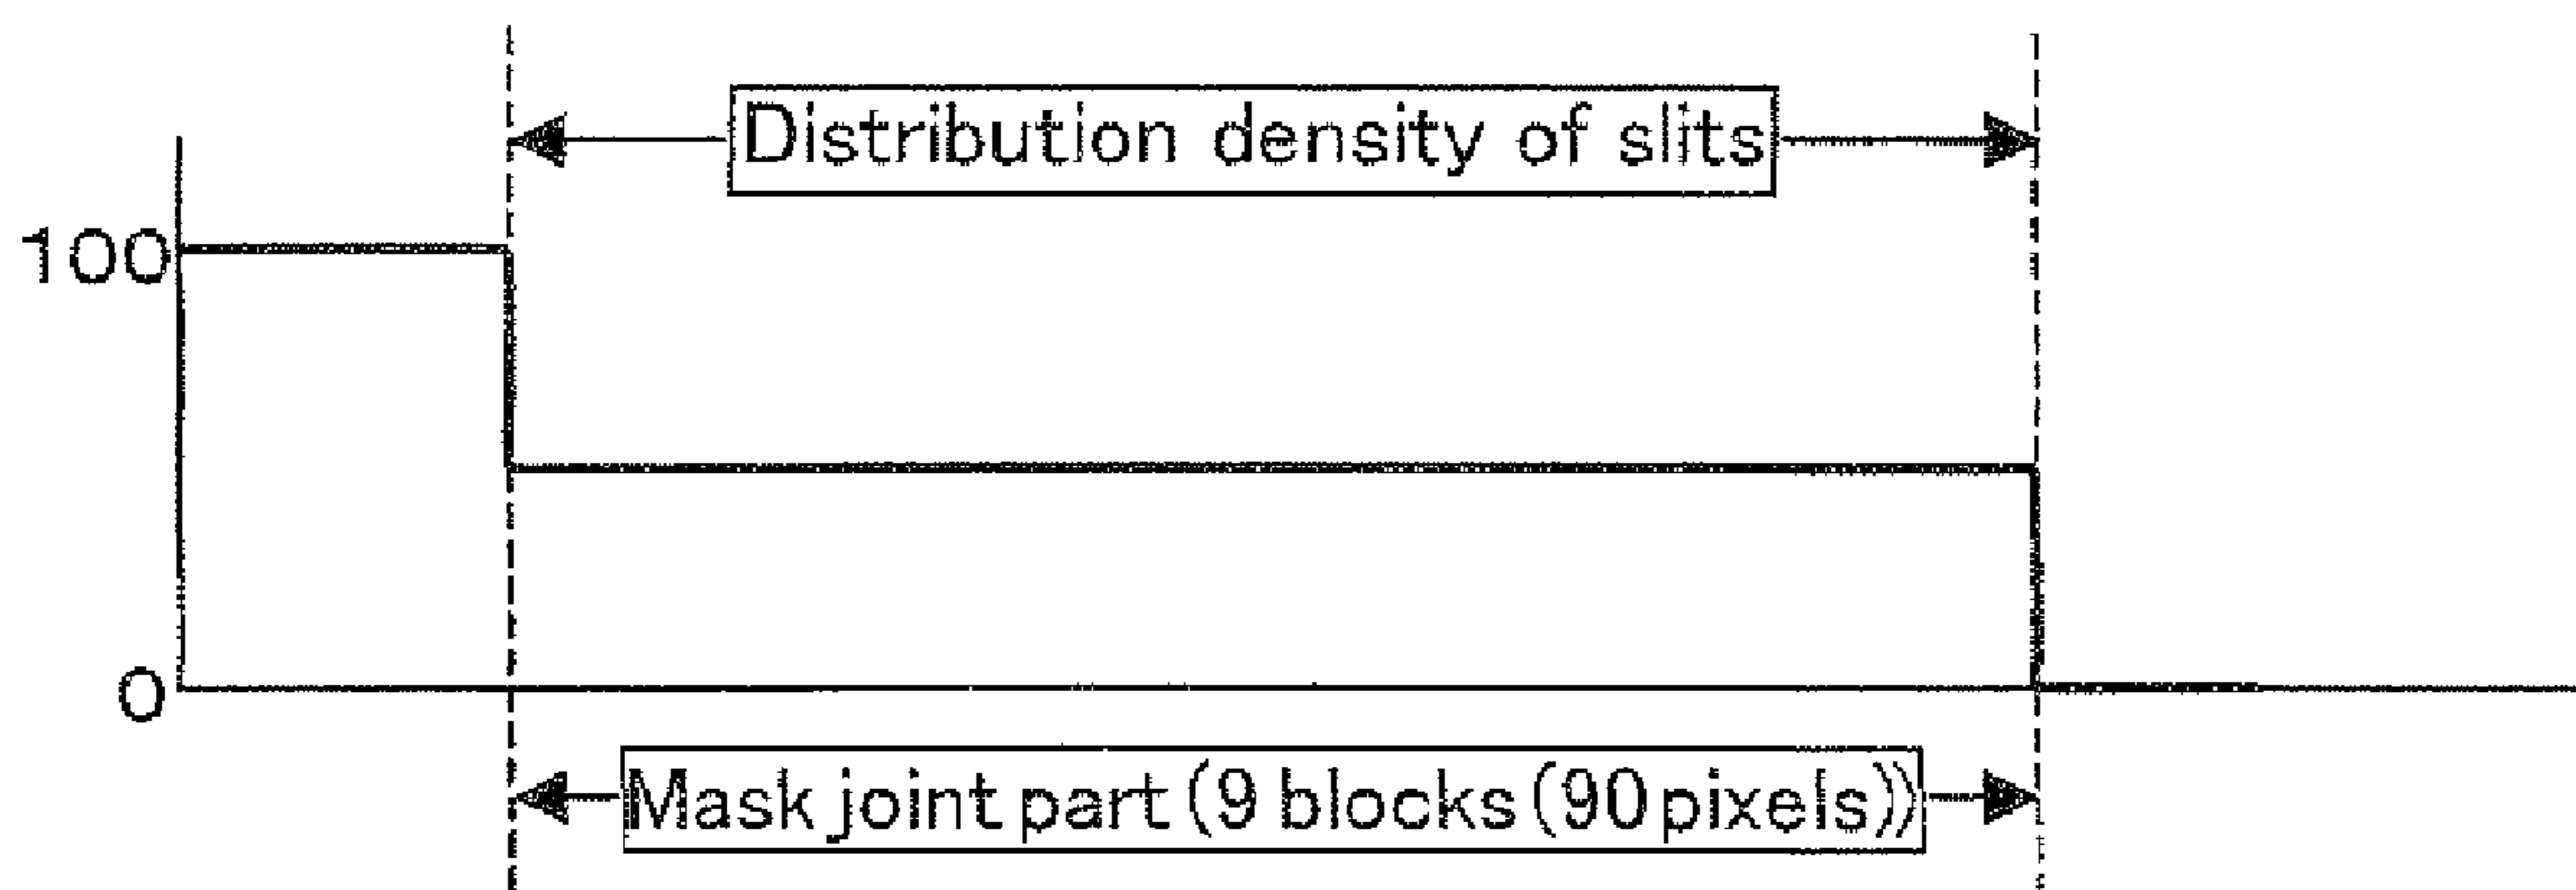 Distribution density of slits
100
0
Mask joint part (9 blocks (90 pixels))